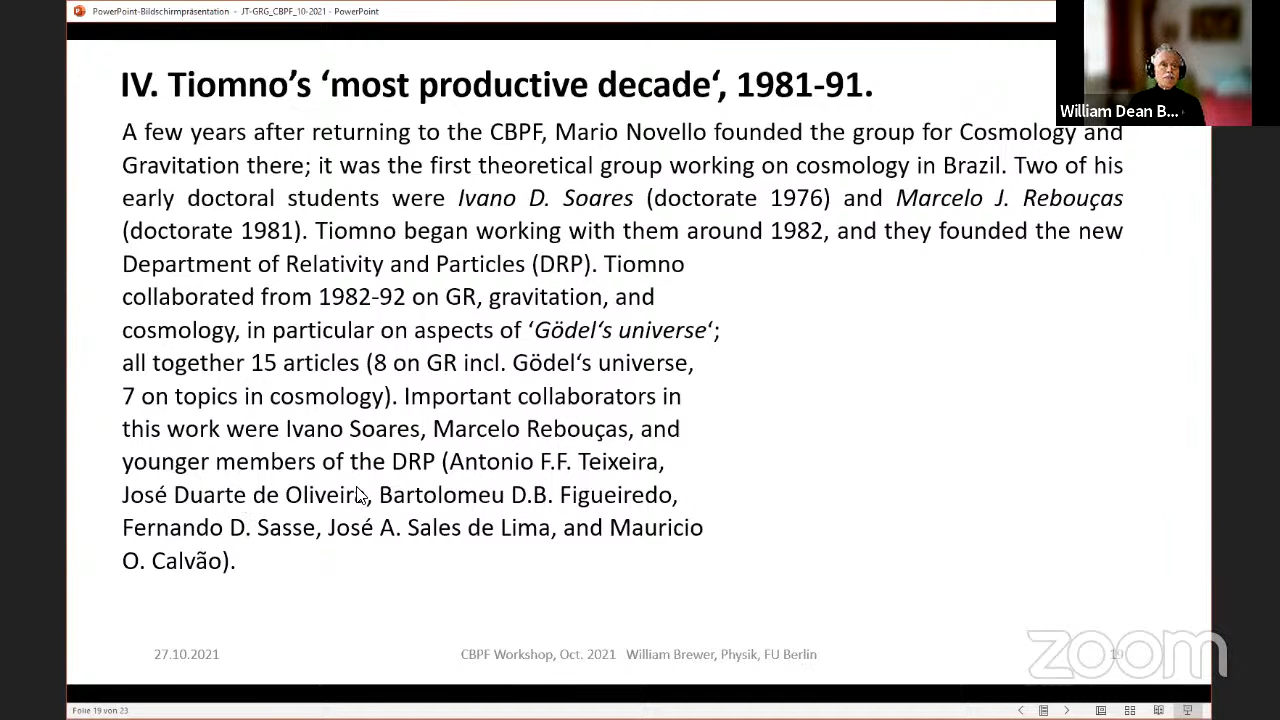 PowerPoint-Bildschirmpräsentation - JT-GRG_CBPF_10-2021 - PowerPoint
William Dean B...
IV. Tiomno’s ‘most productive decade‘, 1981-91.
A few years after returning to the CBPF, Mario Novello founded the group for Cosmology and
Gravitation there; it was the first theoretical group working on cosmology in Brazil. Two of his
early doctoral students were Ivano D. Soares (doctorate 1976) and Marcelo J. Rebouças
(doctorate 1981). Tiomno began working with them around 1982, and they founded the new
Department of Relativity and Particles (DRP). Tiomno
collaborated from 1982-92 on GR, gravitation, and
cosmology, in particular on aspects of ‘Gödel‘s universe‘;
all together 15 articles (8 on GR incl. Gödel‘s universe,
7 on topics in cosmology). Important collaborators in
this work were Ivano Soares, Marcelo Rebouças, and
younger members of the DRP (Antonio F.F. Teixeira,
José Duarte de Oliveira, Bartolomeu D.B. Figueiredo,
Fernando D. Sasse, José A. Sales de Lima, and Mauricio
O. Calvão).
27.10.2021
CBPF Workshop, Oct. 2021 William Brewer, Physik, FU Berlin
19
zoom
Folie 19 von 23